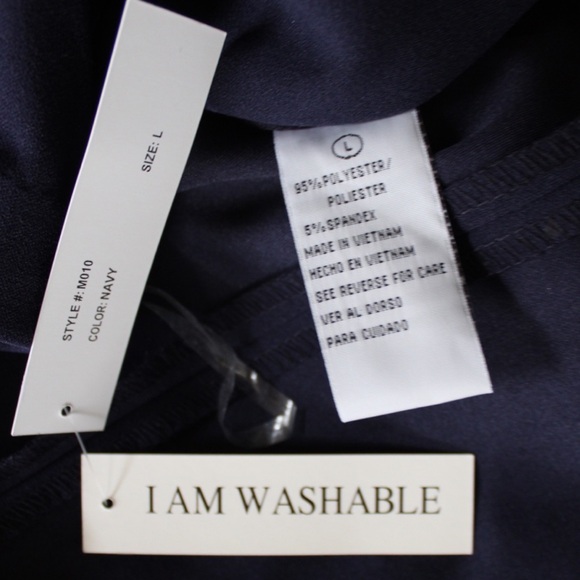 SIZE: L
STYLE #: M010
COLOR: NAVY
L
95% POLYESTER/
POLIESTER
5% SPANDEX
MADE IN VIETNAM
HECHO EN VIETNAM
SEE REVERSE FOR CARE
VER AL DORSO
PARA CUIDADO
I AM WASHABLE